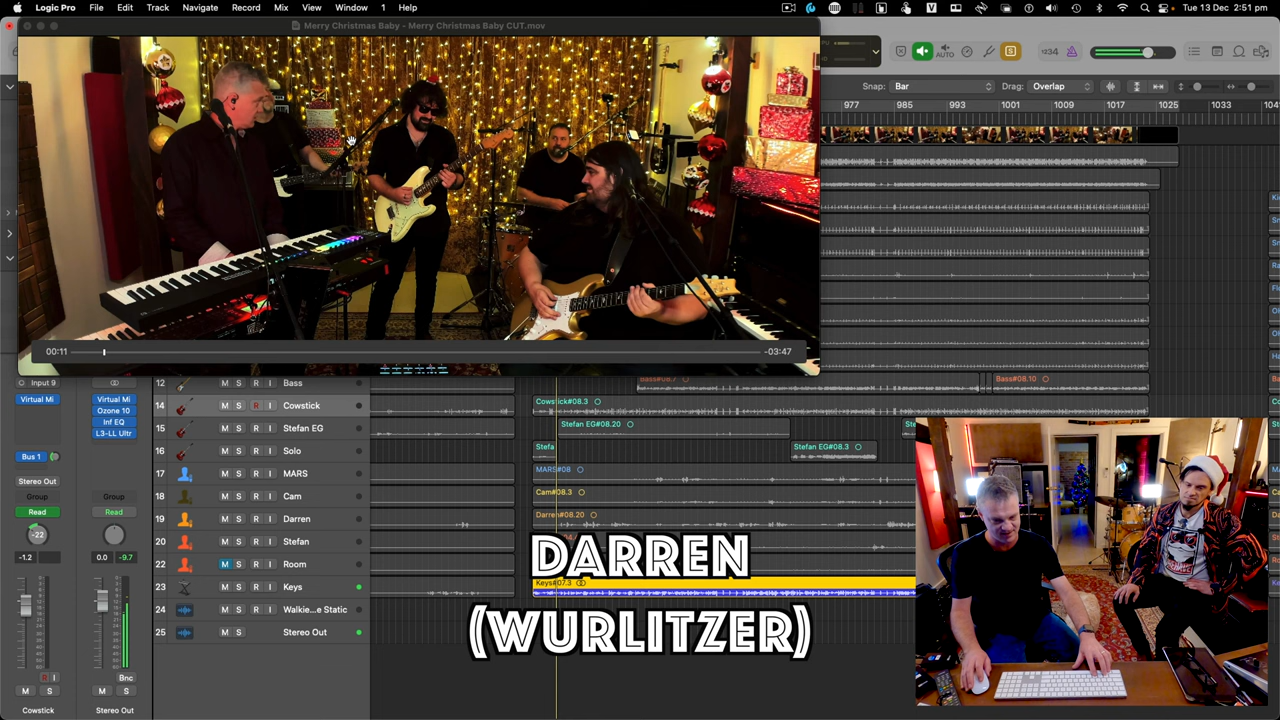 Logic Pro File Edit Track Navigate Record Mix View Window 1 Help Tue 13 Dec 2:51 pm
Merry Christmas Baby - Merry Christmas Baby CUT.mov
AUTO
S
1234
Snap: Bar Drag: Overlap
977 985 993 1001 1009 1017 1025 1033
00:11 -03:47
Input 9
Virtual Mi Virtual Mi
Ozone 10
Inf EQ
L3-LL Ultr
Bus 1
Stereo Out
Group Group
Read Read
-22
-1.2 0.0 -9.7
R I Bnc
M S M S
Cowstick Stereo Out
12 M S R I Bass Bass#08.7 Bass#08.10
14 M S R I Cowstick Cowstick#08.3
15 M S R I Stefan EG Stefan EG#08.20
16 M S R I Solo Stefa Stefan EG#08.3
17 M S R I MARS MARS#08
18 M S R I Cam Cam#08.3
19 M S R I Darren Darren#08.20
20 M S R I Stefan
22 M S R I Room
23 M S R I Keys Keys#07.3
24 M S R I Walkie...e Static
25 M S Stereo Out
DARREN
(WURLITZER)